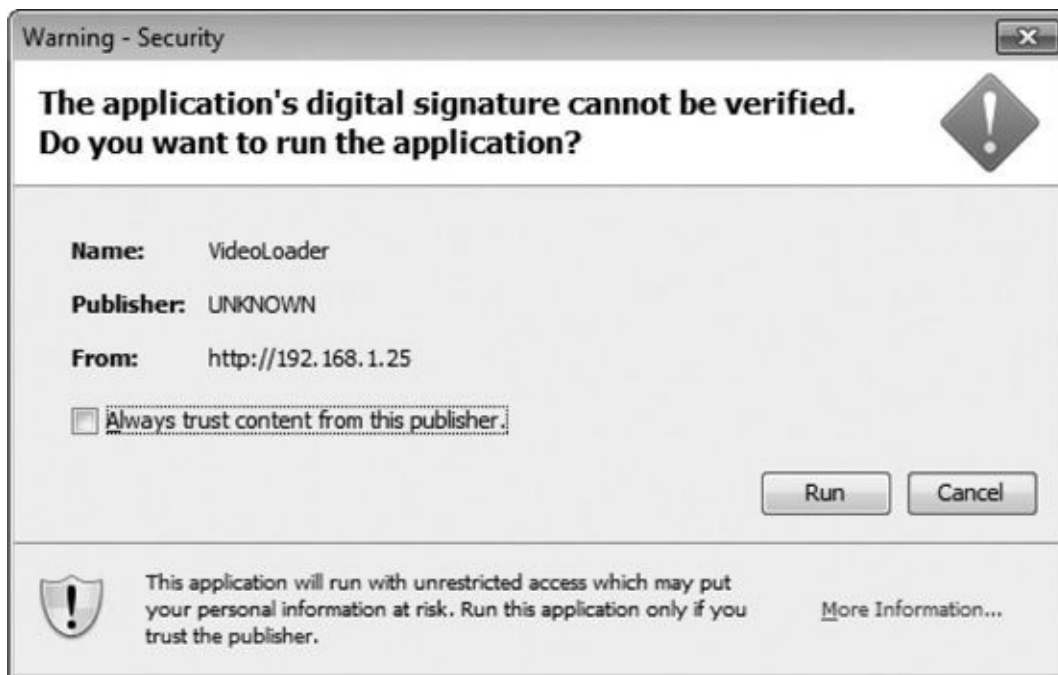 Warning - Security
The application's digital signature cannot be verified.
Do you want to run the application?
Name: VideoLoader
Publisher: UNKNOWN
From: http://192.168.1.25
Always trust content from this publisher.
Run Cancel
This application will run with unrestricted access which may put
your personal information at risk. Run this application only if you
trust the publisher.
More Information...